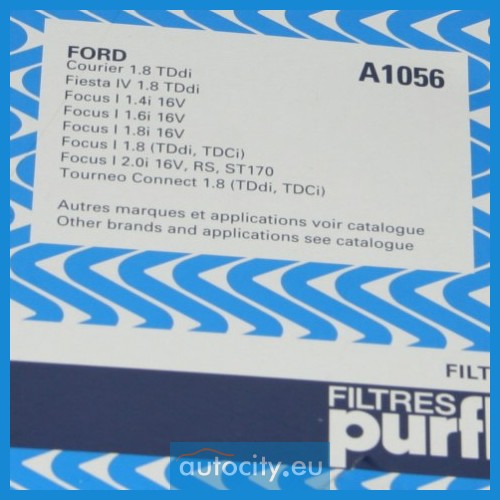 FORD
A1056
Courier 1.8 TDdi
Fiesta IV 1.8 TDdi
Focus I 1.4i 16V
Focus I 1.6i 16V
Focus I 1.8i 16V
Focus I 1.8 (TDdi, TDCi)
Focus I 2.0i 16V, RS, ST170
Tourneo Connect 1.8 (TDdi, TDCi)
Autres marques et applications voir catalogue
Other brands and applications see catalogue
FILT
FILTRES
purfl
autocity.eu